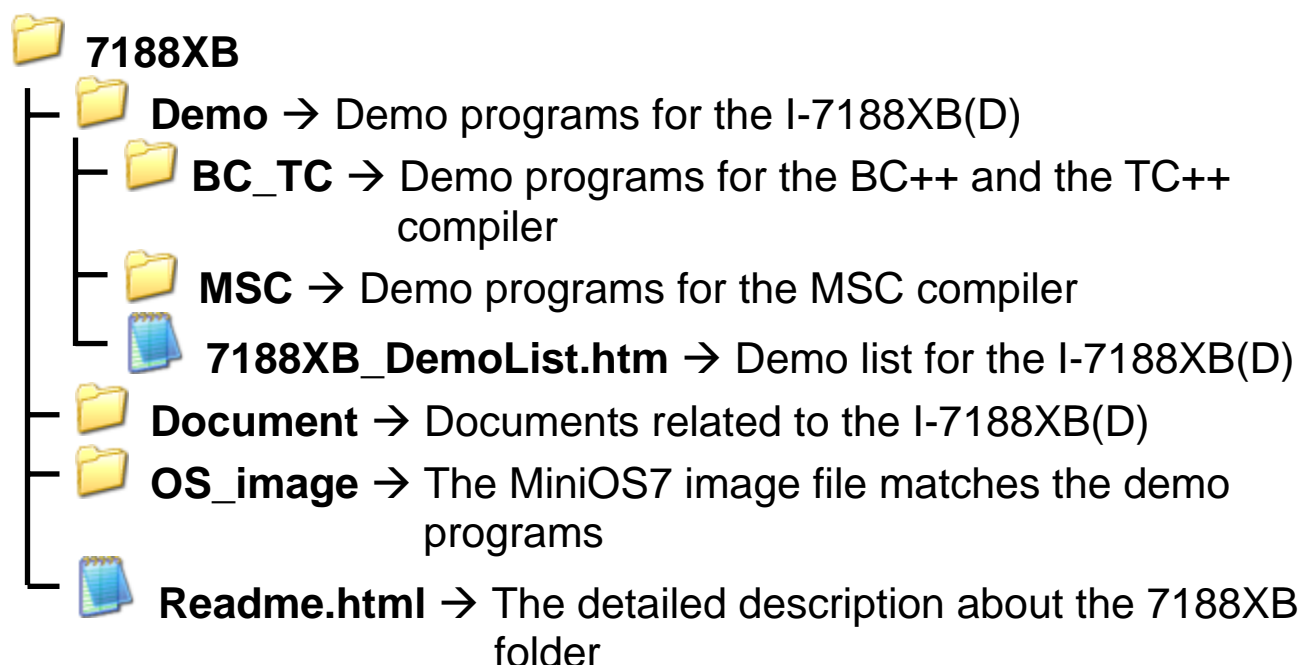 7188XB
Demo → Demo programs for the I-7188XB(D)
BC_TC → Demo programs for the BC++ and the TC++
compiler
MSC → Demo programs for the MSC compiler
7188XB_DemoList.htm → Demo list for the I-7188XB(D)
Document → Documents related to the I-7188XB(D)
OS_image → The MiniOS7 image file matches the demo
programs
Readme.html → The detailed description about the 7188XB
folder